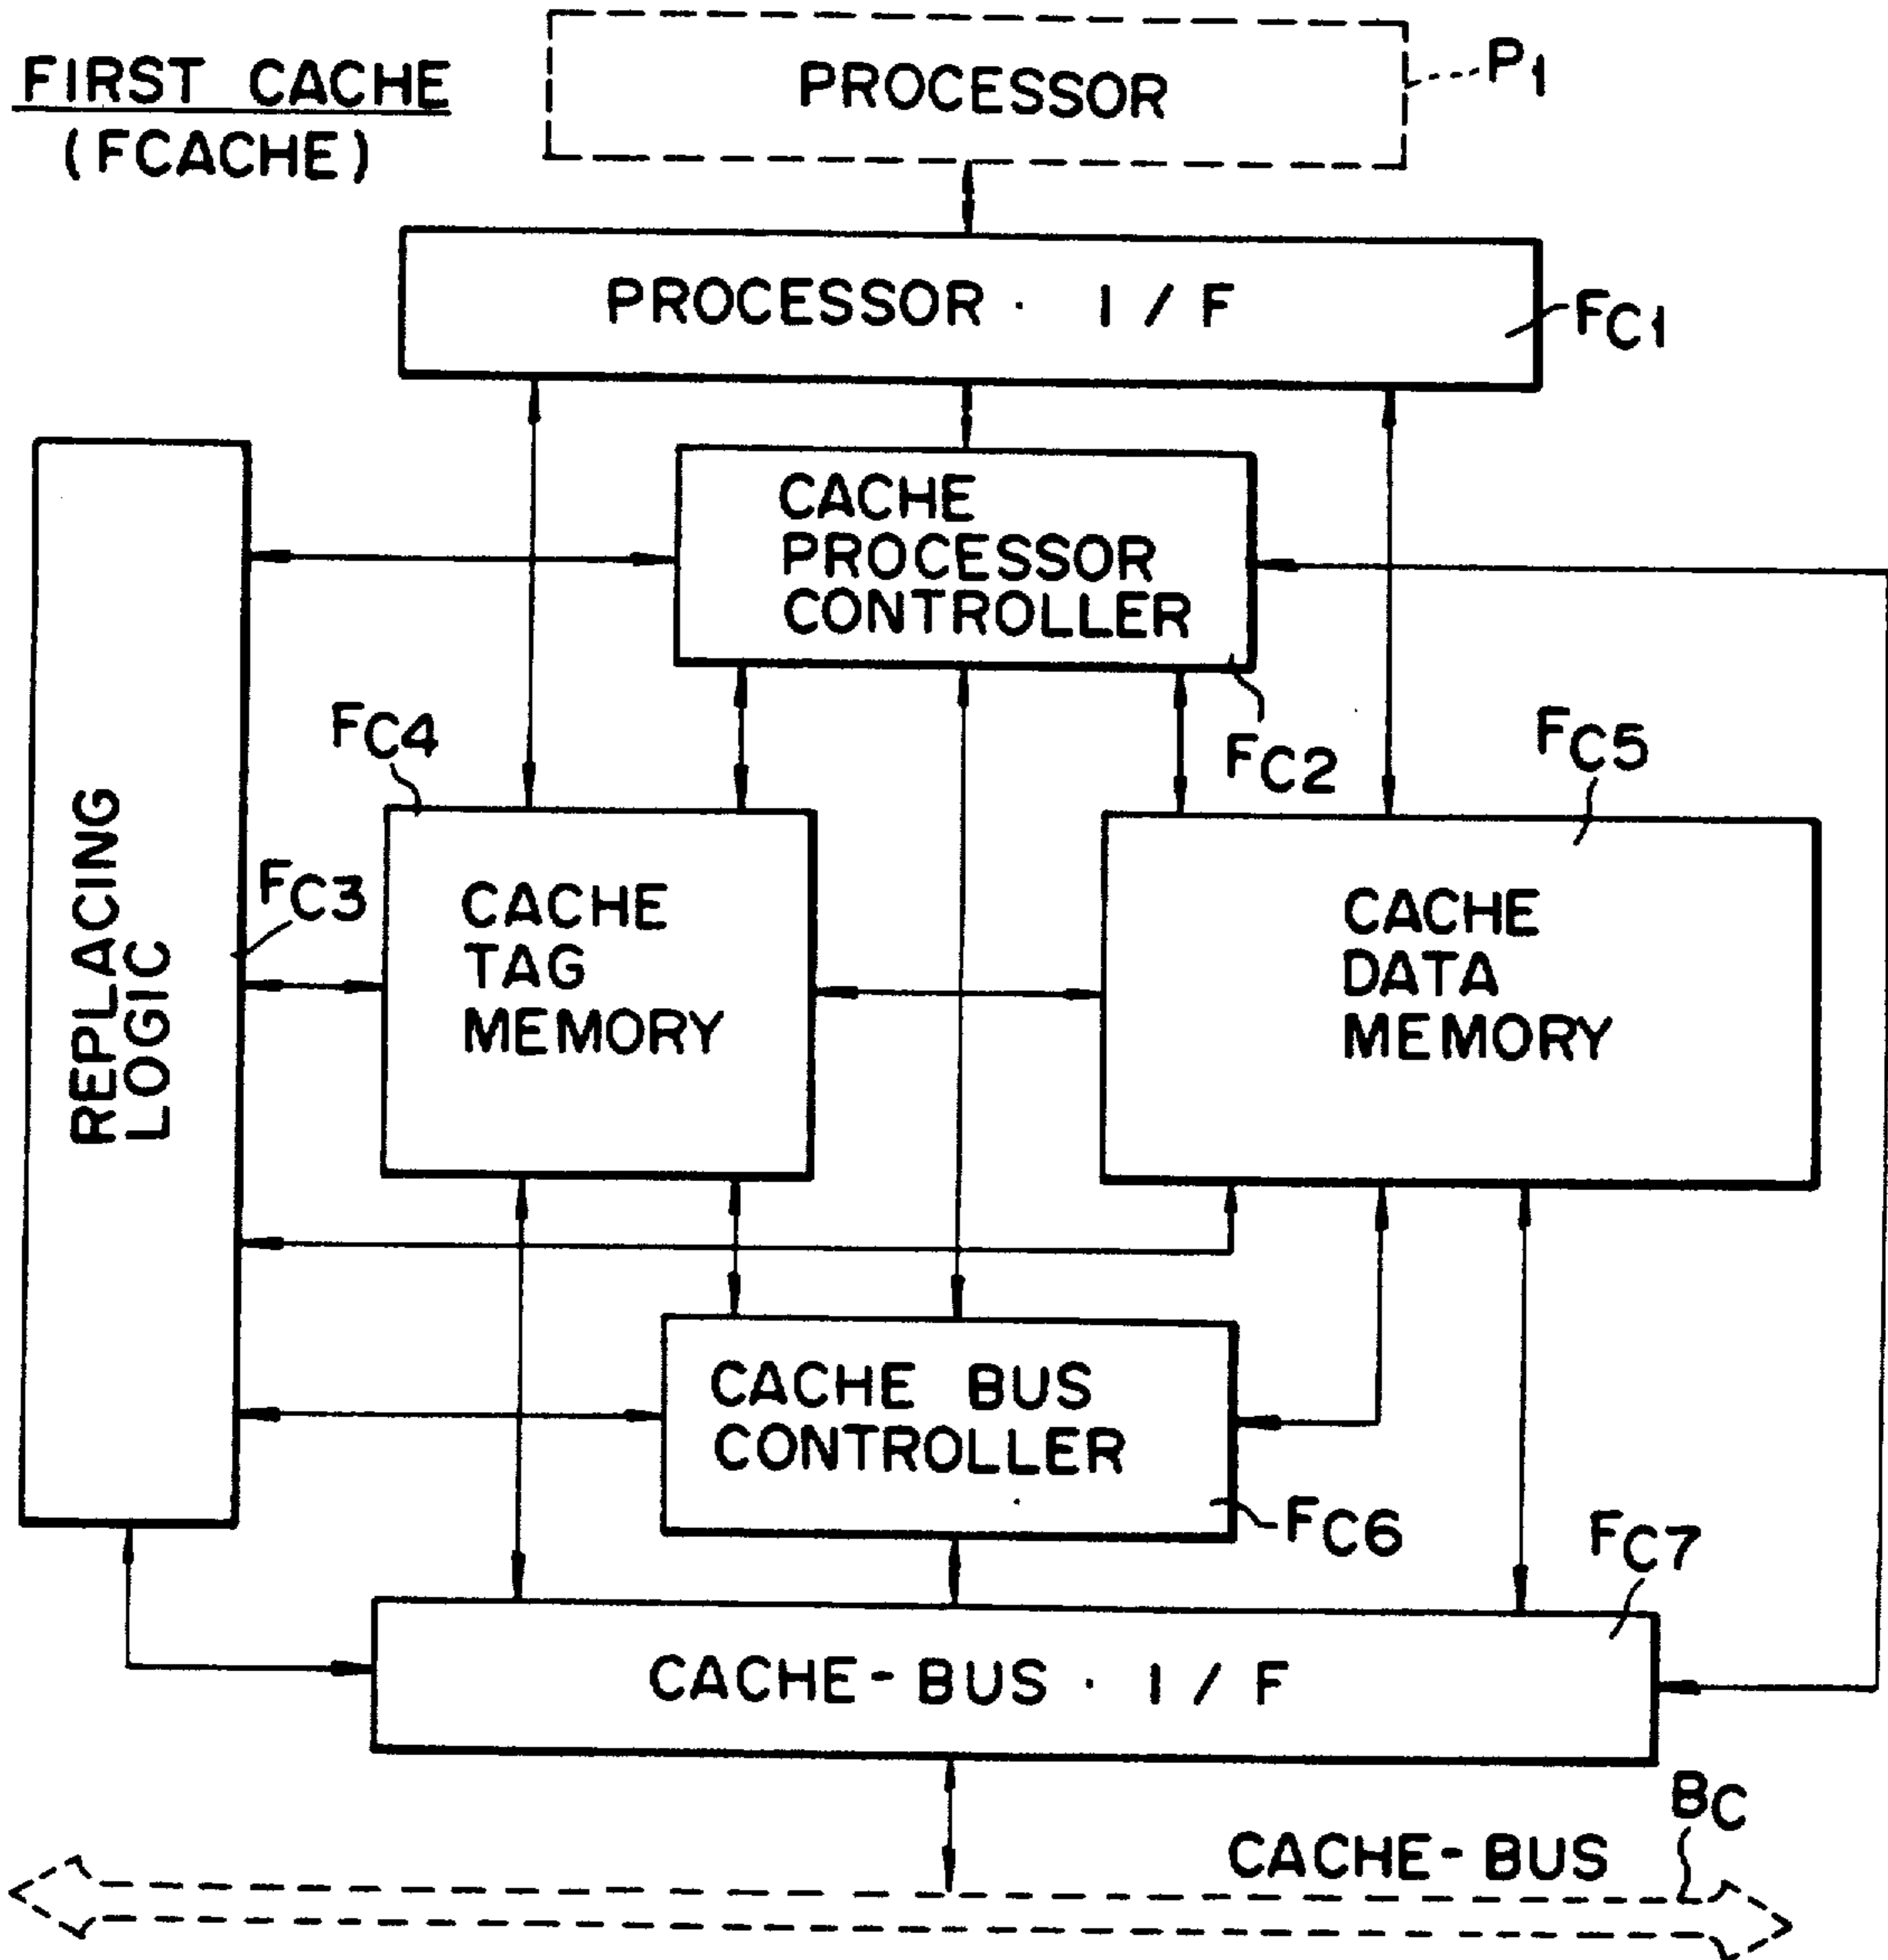 FIRST CACHE
(FCACHE)
PROCESSOR
P1
PROCESSOR · I / F
FC1
CACHE
PROCESSOR
CONTROLLER
FC2
FC4
FC5
REPLACING
LOGIC
FC3
CACHE
TAG
MEMORY
CACHE
DATA
MEMORY
CACHE BUS
CONTROLLER
FC6
FC7
CACHE-BUS · I / F
BC
CACHE-BUS